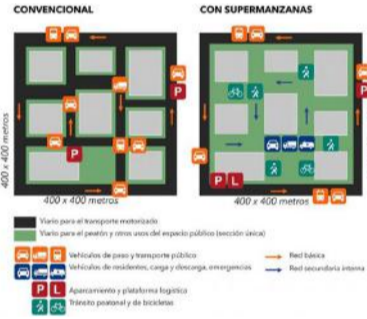 CONVENCIONAL
CON SUPERMANZANAS
P
P
P
P L
400 x 400 metros
400 x 400 metros
400 x 400 metros
Viario para el transporte motorizado
Viario para el peatón y otros usos del espacio público (sección única)
Vehículos de paso y transporte público
Red básica
Vehículos de residentes, carga y descarga, emergencias
Red secundaria interna
P L
Aparcamiento y plataforma logística
Tránsito peatonal y de bicicletas